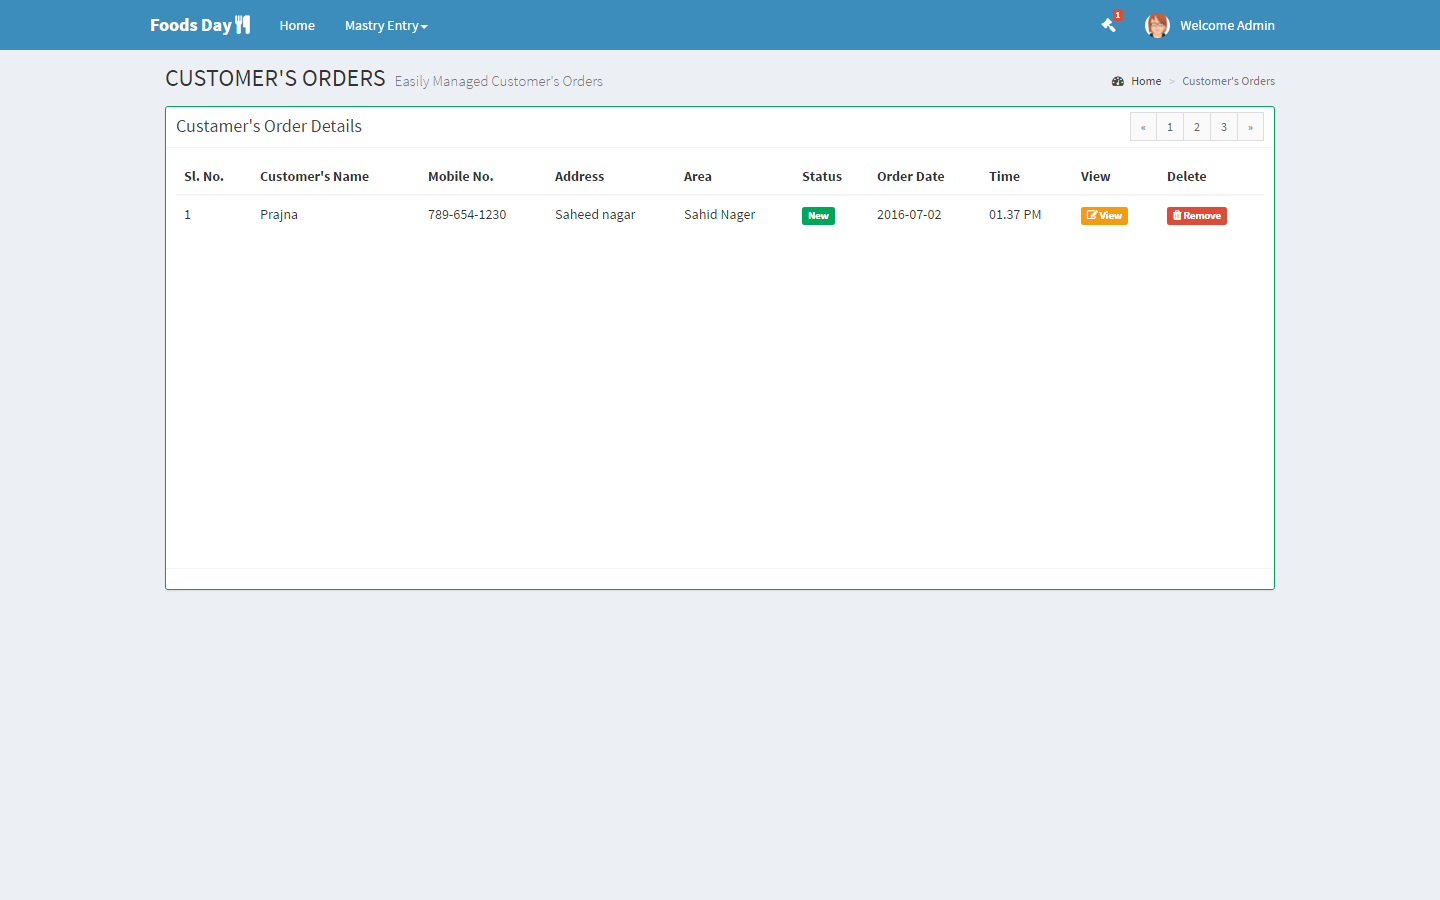 Foods Day Home Mastry Entry 1 Welcome Admin
CUSTOMER'S ORDERS Easily Managed Customer's Orders Home > Customer's Orders
Custamer's Order Details « 1 2 3 »
Sl. No. Customer's Name Mobile No. Address Area Status Order Date Time View Delete
1 Prajna 789-654-1230 Saheed nagar Sahid Nager New 2016-07-02 01.37 PM View Remove